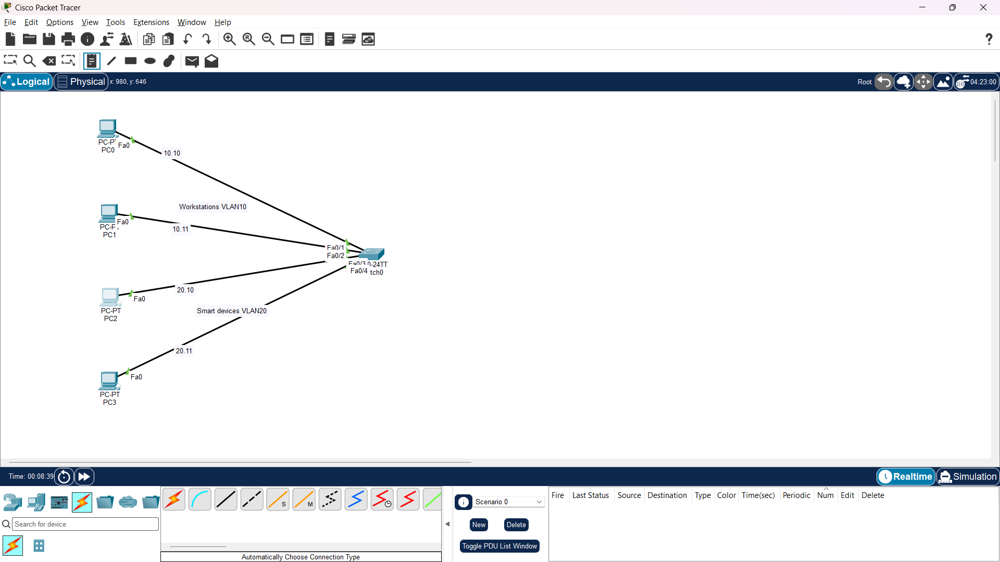 Cisco Packet Tracer
File Edit Options View Tools Extensions Window Help
Logical Physical x: 980, y: 646 Root 04:23:00
PC-PT
PC0
Fa0
10.10
Workstations VLAN10
PC1
Fa0
10.11
Fa0/1
Fa0/2
Fa0/3 0-24TT
Fa0/4 tch0
20.10
Fa0
PC-PT
PC2
Smart devices VLAN20
20.11
Fa0
PC-PT
PC3
Time: 00:08:39 Realtime Simulation
S M
Search for device
Automatically Choose Connection Type
Scenario 0
New Delete
Toggle PDU List Window
Fire Last Status Source Destination Type Color Time(sec) Periodic Num Edit Delete